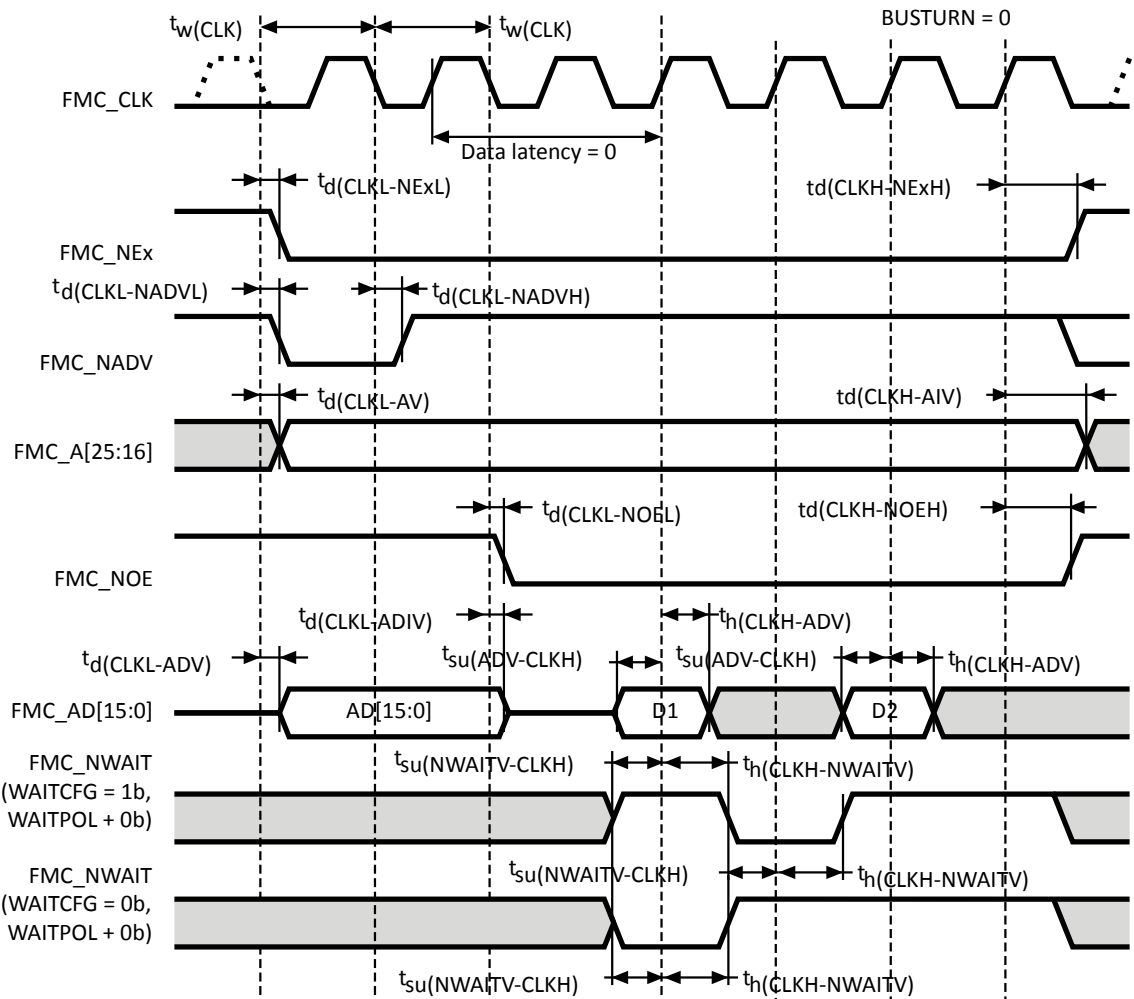 BUSTURN = 0
tw(CLK) tw(CLK)
FMC_CLK
Data latency = 0
td(CLKL-NExL) td(CLKH-NExH)
FMC_NEx
td(CLKL-NADVL) td(CLKL-NADVH)
FMC_NADV
td(CLKL-AV) td(CLKH-AIV)
FMC_A[25:16]
td(CLKL-NOEL) td(CLKH-NOEH)
FMC_NOE
td(CLKL-ADIV) th(CLKH-ADV)
td(CLKL-ADV) tsu(ADV-CLKH) tsu(ADV-CLKH) th(CLKH-ADV)
FMC_AD[15:0] AD[15:0] D1 D2
FMC_NWAIT tsu(NWAITV-CLKH) th(CLKH-NWAITV)
(WAITCFG = 1b,
WAITPOL + 0b)
tsu(NWAITV-CLKH) th(CLKH-NWAITV)
FMC_NWAIT
(WAITCFG = 0b,
WAITPOL + 0b)
tsu(NWAITV-CLKH) th(CLKH-NWAITV)